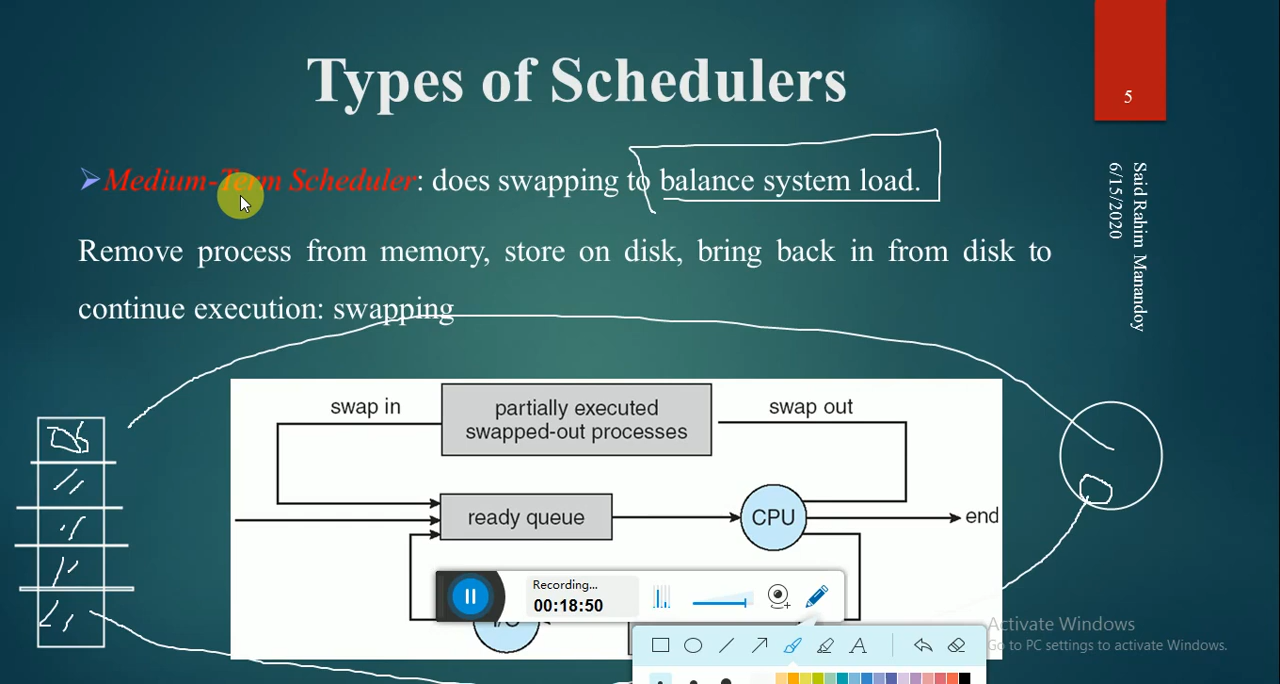 Types of Schedulers
5
Said Rahim Manandoy
6/15/2020
➢Medium-Term Scheduler: does swapping to balance system load.
Remove process from memory, store on disk, bring back in from disk to
continue execution: swapping
swap in
partially executed
swapped-out processes
swap out
ready queue
CPU
end
Recording...
00:18:50
I/O
A
Activate Windows
Go to PC settings to activate Windows.